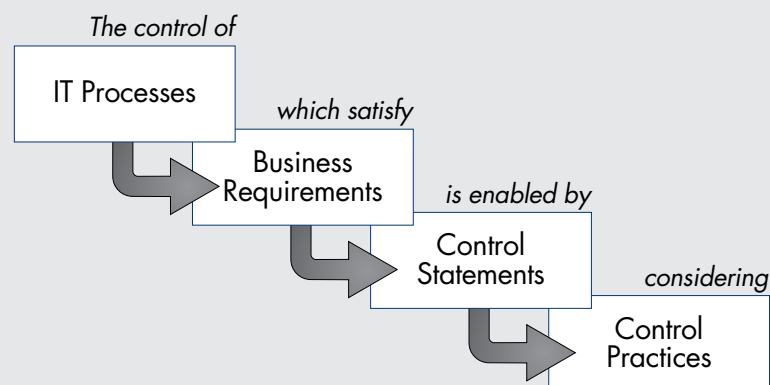 The control of
IT Processes
which satisfy
Business
Requirements
is enabled by
Control
Statements
considering
Control
Practices